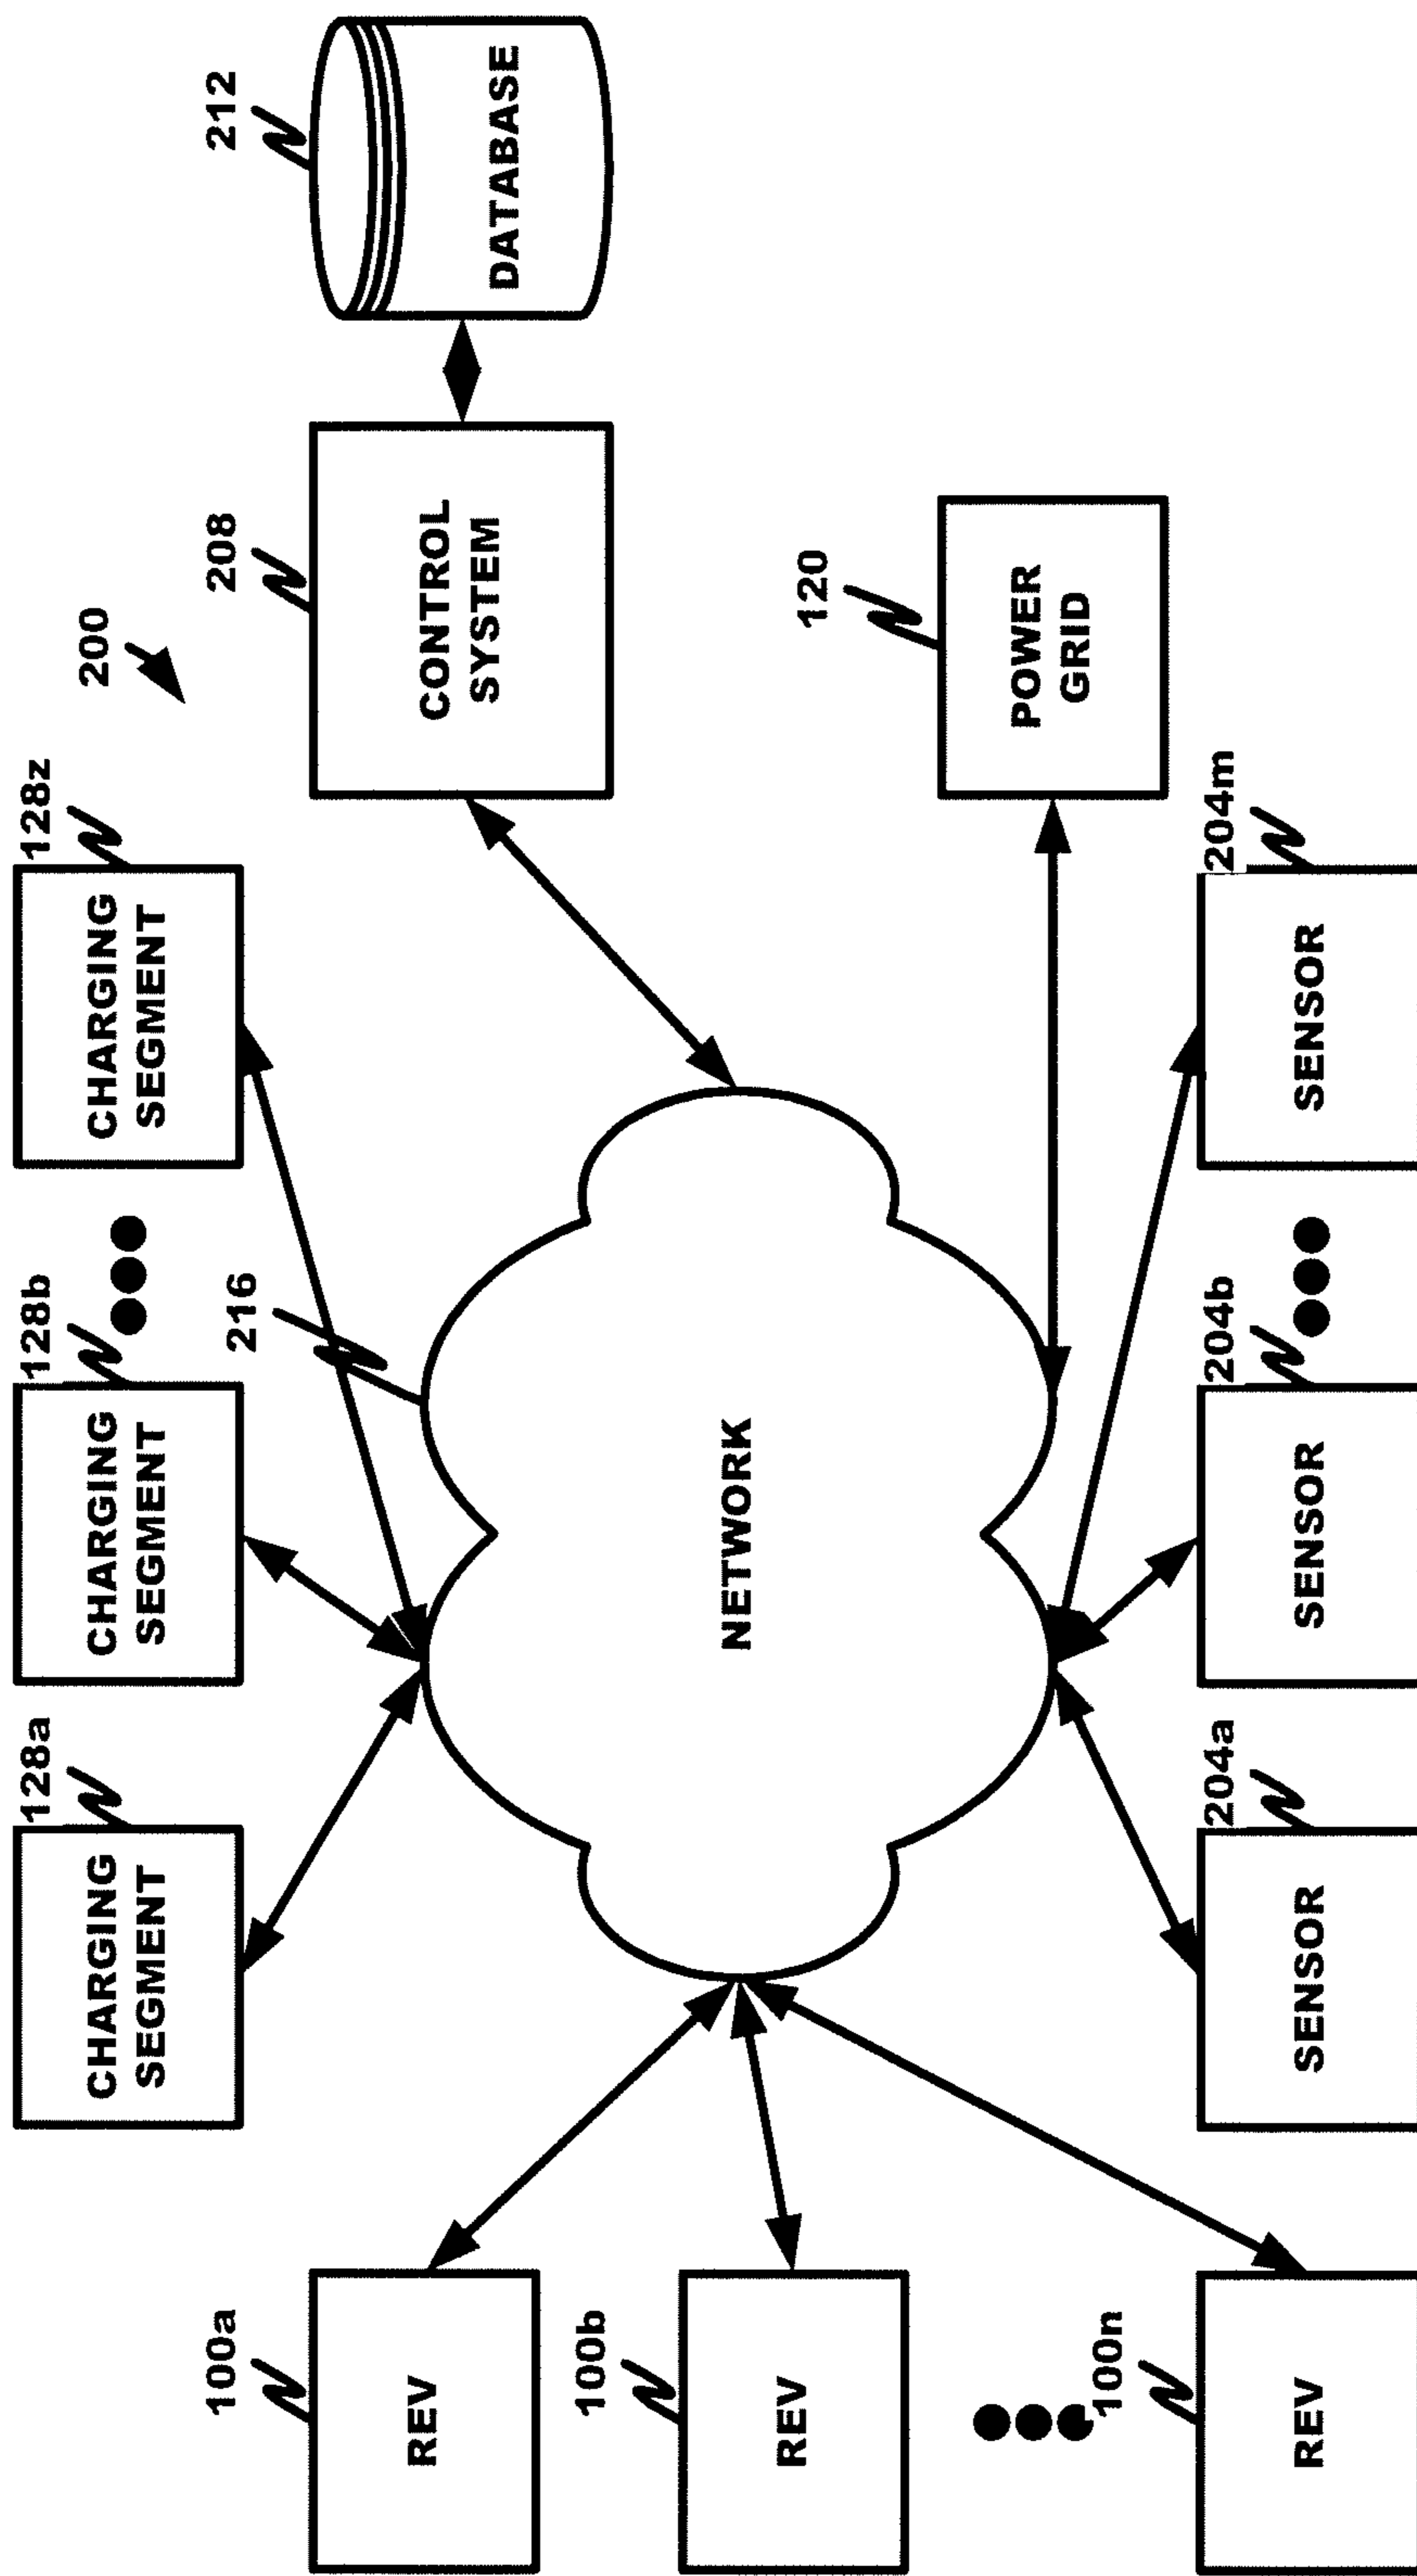 200
128a
CHARGING
SEGMENT
128b
CHARGING
SEGMENT
128z
CHARGING
SEGMENT
100a
REV
100b
REV
100n
REV
216
NETWORK
208
CONTROL
SYSTEM
212
DATABASE
120
POWER
GRID
204a
SENSOR
204b
SENSOR
204m
SENSOR